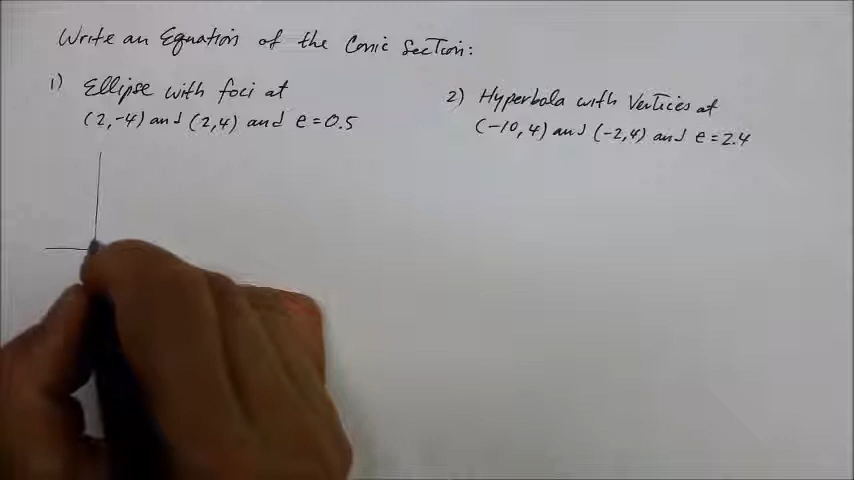 Write an Equation of the Conic Section:
1) Ellipse with foci at
(2,-4) and (2,4) and e=0.5
2) Hyperbola with Vertices at
(-10,4) and (-2,4) and e=2.4